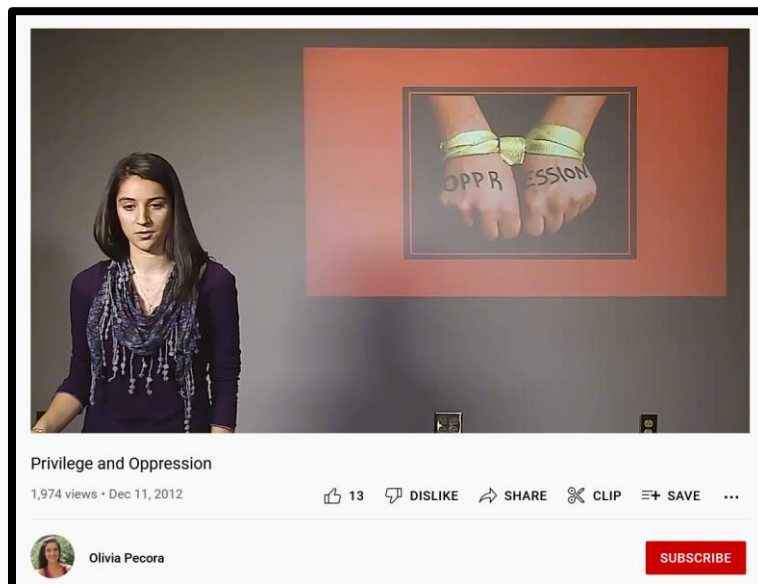 OPPR ESSION
Privilege and Oppression
1,974 views • Dec 11, 2012
13 DISLIKE SHARE CLIP SAVE ...
Olivia Pecora
SUBSCRIBE